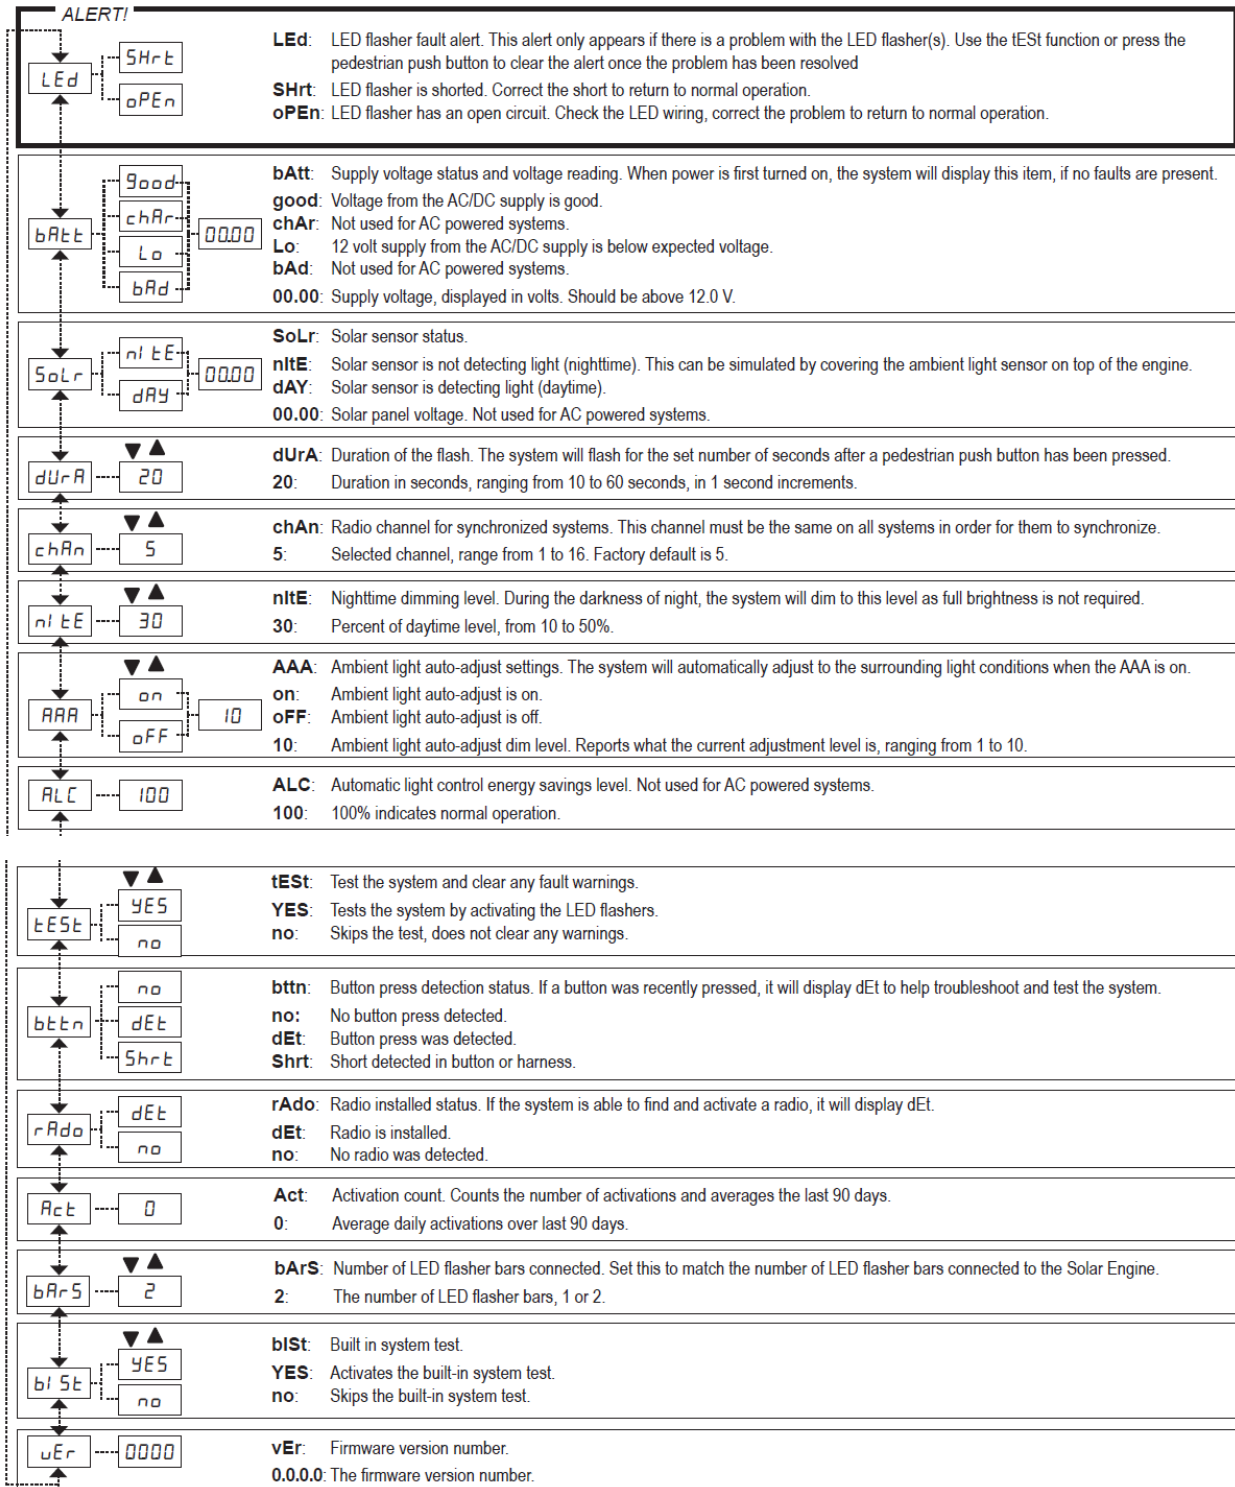 ALERT!
LEd
SHrt
oPEn
LEd: LED flasher fault alert. This alert only appears if there is a problem with the LED flasher(s). Use the tESt function or press the
pedestrian push button to clear the alert once the problem has been resolved
SHrt: LED flasher is shorted. Correct the short to return to normal operation.
oPEn: LED flasher has an open circuit. Check the LED wiring, correct the problem to return to normal operation.
bAtt
good
chAr
Lo
bAd
00.00
bAtt: Supply voltage status and voltage reading. When power is first turned on, the system will display this item, if no faults are present.
good: Voltage from the AC/DC supply is good.
chAr: Not used for AC powered systems.
Lo: 12 volt supply from the AC/DC supply is below expected voltage.
bAd: Not used for AC powered systems.
00.00: Supply voltage, displayed in volts. Should be above 12.0 V.
SoLr
nItE
dAY
00.00
SoLr: Solar sensor status.
nItE: Solar sensor is not detecting light (nighttime). This can be simulated by covering the ambient light sensor on top of the engine.
dAY: Solar sensor is detecting light (daytime).
00.00: Solar panel voltage. Not used for AC powered systems.
dUrA
20
dUrA: Duration of the flash. The system will flash for the set number of seconds after a pedestrian push button has been pressed.
20: Duration in seconds, ranging from 10 to 60 seconds, in 1 second increments.
chAn
5
chAn: Radio channel for synchronized systems. This channel must be the same on all systems in order for them to synchronize.
5: Selected channel, range from 1 to 16. Factory default is 5.
nItE
30
nItE: Nighttime dimming level. During the darkness of night, the system will dim to this level as full brightness is not required.
30: Percent of daytime level, from 10 to 50%.
AAA
on
oFF
10
AAA: Ambient light auto-adjust settings. The system will automatically adjust to the surrounding light conditions when the AAA is on.
on: Ambient light auto-adjust is on.
oFF: Ambient light auto-adjust is off.
10: Ambient light auto-adjust dim level. Reports what the current adjustment level is, ranging from 1 to 10.
ALC
100
ALC: Automatic light control energy savings level. Not used for AC powered systems.
100: 100% indicates normal operation.
tESt
YES
no
tESt: Test the system and clear any fault warnings.
YES: Tests the system by activating the LED flashers.
no: Skips the test, does not clear any warnings.
bttn
no
dEt
Shrt
bttn: Button press detection status. If a button was recently pressed, it will display dEt to help troubleshoot and test the system.
no: No button press detected.
dEt: Button press was detected.
Shrt: Short detected in button or harness.
rAdo
dEt
no
rAdo: Radio installed status. If the system is able to find and activate a radio, it will display dEt.
dEt: Radio is installed.
no: No radio was detected.
Act
0
Act: Activation count. Counts the number of activations and averages the last 90 days.
0: Average daily activations over last 90 days.
bArS
2
bArS: Number of LED flasher bars connected. Set this to match the number of LED flasher bars connected to the Solar Engine.
2: The number of LED flasher bars, 1 or 2.
bISt
YES
no
bISt: Built in system test.
YES: Activates the built-in system test.
no: Skips the built-in system test.
vEr
0000
vEr: Firmware version number.
0.0.0.0: The firmware version number.